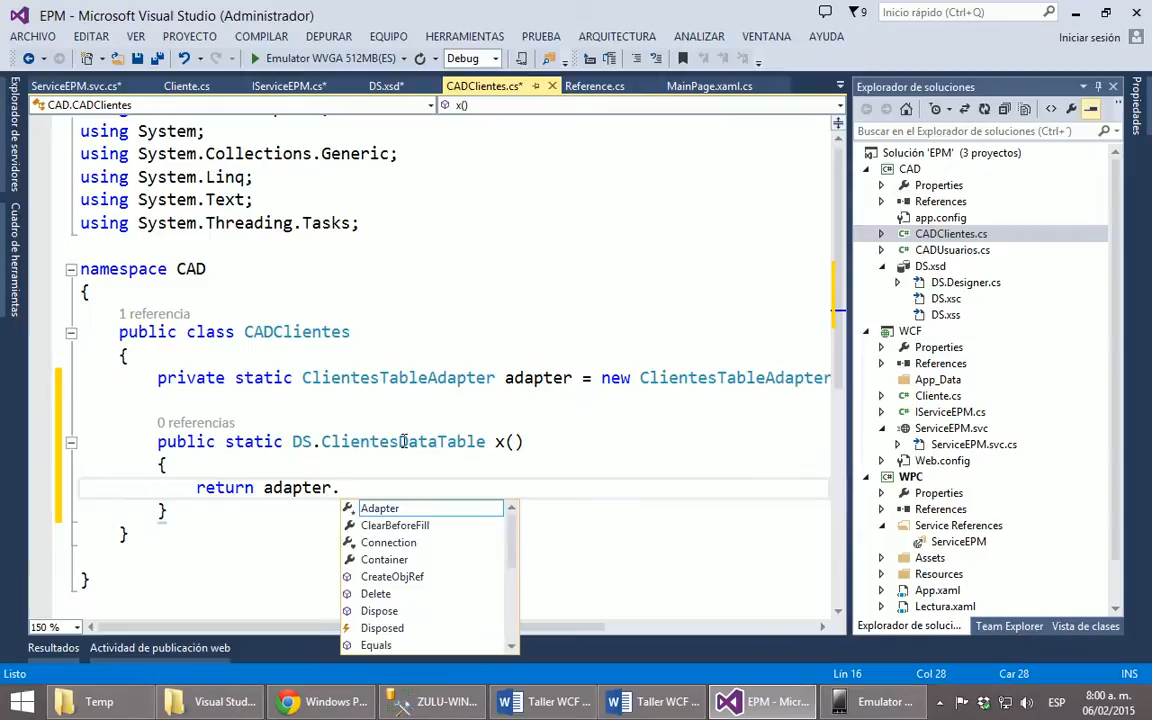 EPM - Microsoft Visual Studio (Administrador)
9
Inicio rápido (Ctrl+Q)
ARCHIVO EDITAR VER PROYECTO COMPILAR DEPURAR EQUIPO HERRAMIENTAS PRUEBA ARQUITECTURA ANALIZAR VENTANA AYUDA
Iniciar sesión
Emulator WVGA 512MB(ES) Debug
ServiceEPM.svc.cs* Cliente.cs IServiceEPM.cs* DS.xsd* CADClientes.cs* Reference.cs MainPage.xaml.cs
CAD.CADClientes x()
Explorador de servidores
Cuadro de herramientas
using System;
using System.Collections.Generic;
using System.Linq;
using System.Text;
using System.Threading.Tasks;
namespace CAD
{
1 referencia
public class CADClientes
{
private static ClientesTableAdapter adapter = new ClientesTableAdapter
0 referencias
public static DS.ClientesDataTable x()
{
return adapter.
}
}
}
Adapter
ClearBeforeFill
Connection
Container
CreateObjRef
Delete
Dispose
Disposed
Equals
150 %
Explorador de soluciones
Buscar en el Explorador de soluciones (Ctrl+')
Solución 'EPM' (3 proyectos)
CAD
Properties
References
app.config
CADClientes.cs
CADUsuarios.cs
DS.xsd
DS.Designer.cs
DS.xsc
DS.xss
WCF
Properties
References
App_Data
Cliente.cs
IServiceEPM.cs
ServiceEPM.svc
ServiceEPM.svc.cs
Web.config
WPC
Properties
References
Service References
ServiceEPM
Assets
Resources
App.xaml
Lectura.xaml
Explorador de soluci... Team Explorer Vista de clases
Propiedades
Resultados Actividad de publicación web
Listo Lín 16 Col 28 Car 28 INS
Temp Visual Stud... Windows P... ZULU-WIN... Taller WCF ... Taller WCF ... EPM - Micr... Emulator ... ESP
8:00 a. m.
06/02/2015